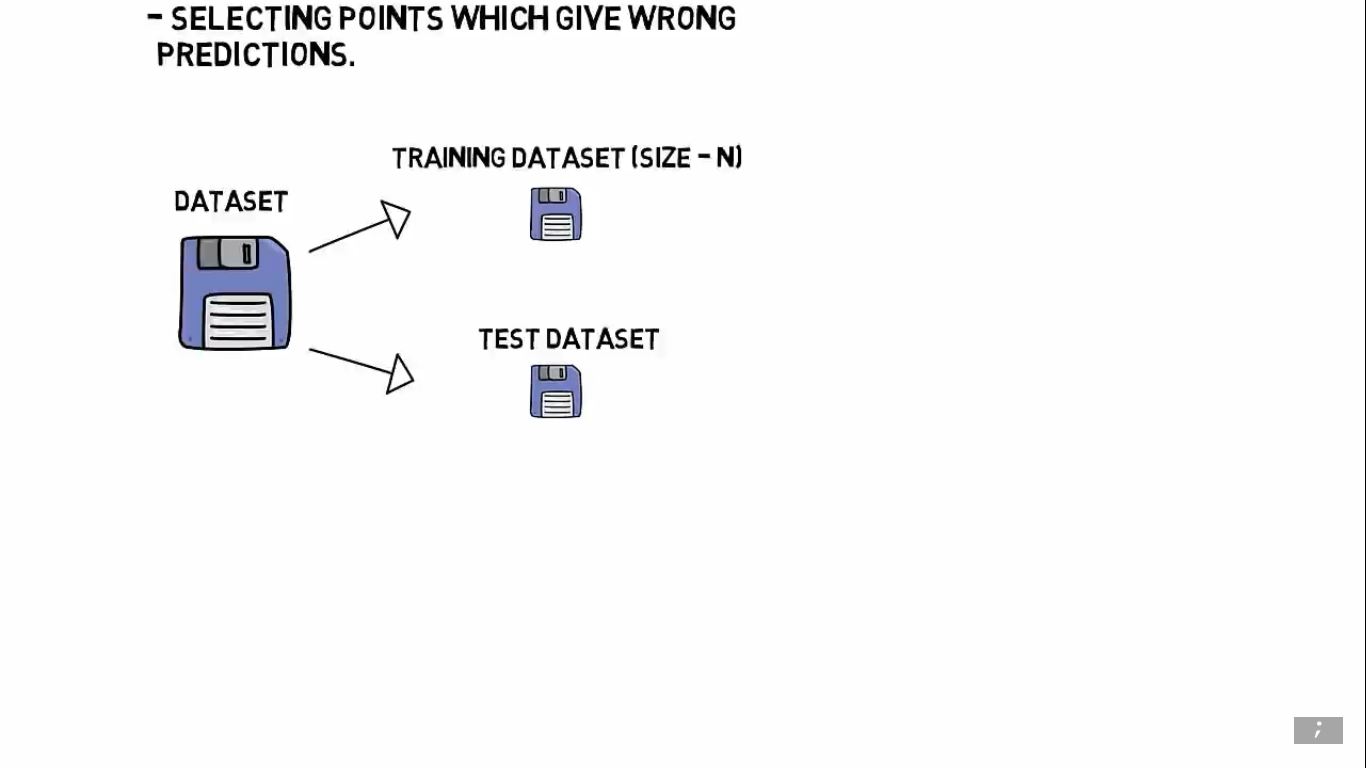 - SELECTING POINTS WHICH GIVE WRONG
PREDICTIONS.
TRAINING DATASET (SIZE - N)
DATASET
TEST DATASET
;